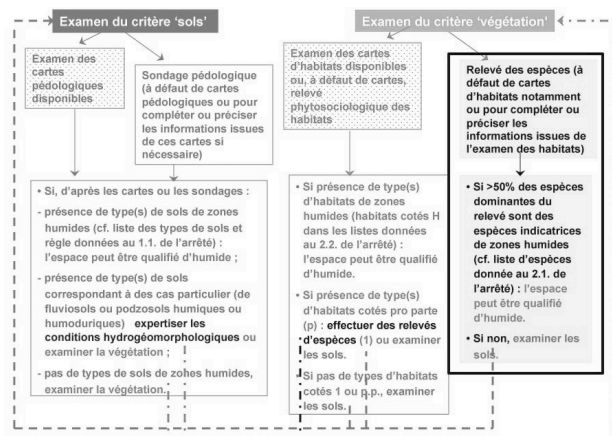 Examen du critère ‘sols’
Examen du critère ‘végétation’
Examen des
cartes
pédologiques
disponibles
Sondage pédologique
(à défaut de cartes
pédologiques ou pour
compléter ou préciser
les informations issues
de ces cartes si
nécessaire)
Examen des cartes
d’habitats disponibles
ou, à défaut de cartes,
relevé
phytosociologique des
habitats
Relevé des espèces (à
défaut de cartes
d’habitats notamment
ou pour compléter ou
préciser les
informations issues de
l’examen des habitats)
• Si, d’après les cartes ou les sondages :
- présence de type(s) de sols de zones
humides (cf. liste des types de sols et
règle données au 1.1. de l’arrêté) :
l’espace peut être qualifié d’humide ;
- présence de type(s) de sols
correspondant à des cas particulier (de
fluviosols ou podzosols humiques ou
humoduriques) expertiser les
conditions hydrogéomorphologiques ou
examiner la végétation ;
- pas de types de sols de zones humides,
examiner la végétation.
• Si présence de type(s)
d’habitats de zones
humides (habitats cotés H
dans les listes données
au 2.2. de l’arrêté) :
l’espace peut être qualifié
d’humide.
• Si présence de type(s)
d’habitats cotés pro parte
(p) : effectuer des relevés
d’espèces (1) ou examiner
les sols.
• Si pas de types d’habitats
cotés 1 ou p.p., examiner
les sols.
• Si >50% des espèces
dominantes du
relevé sont des
espèces indicatrices
de zones humides
(cf. liste d’espèces
donnée au 2.1. de
l’arrêté) : l’espace
peut être qualifié
d’humide.
• Si non, examiner les
sols.